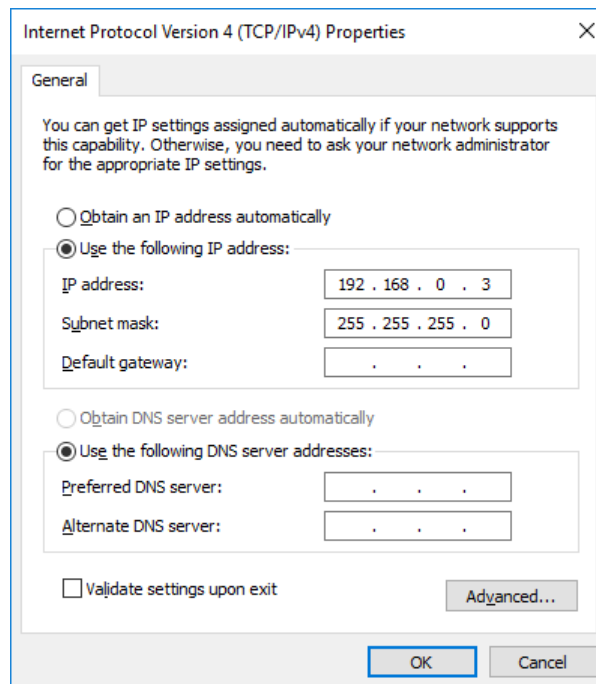 Internet Protocol Version 4 (TCP/IPv4) Properties
General
You can get IP settings assigned automatically if your network supports
this capability. Otherwise, you need to ask your network administrator
for the appropriate IP settings.
Obtain an IP address automatically
Use the following IP address:
IP address: 192 . 168 . 0 . 3
Subnet mask: 255 . 255 . 255 . 0
Default gateway: . . .
Obtain DNS server address automatically
Use the following DNS server addresses:
Preferred DNS server: . . .
Alternate DNS server: . . .
Validate settings upon exit
Advanced...
OK Cancel